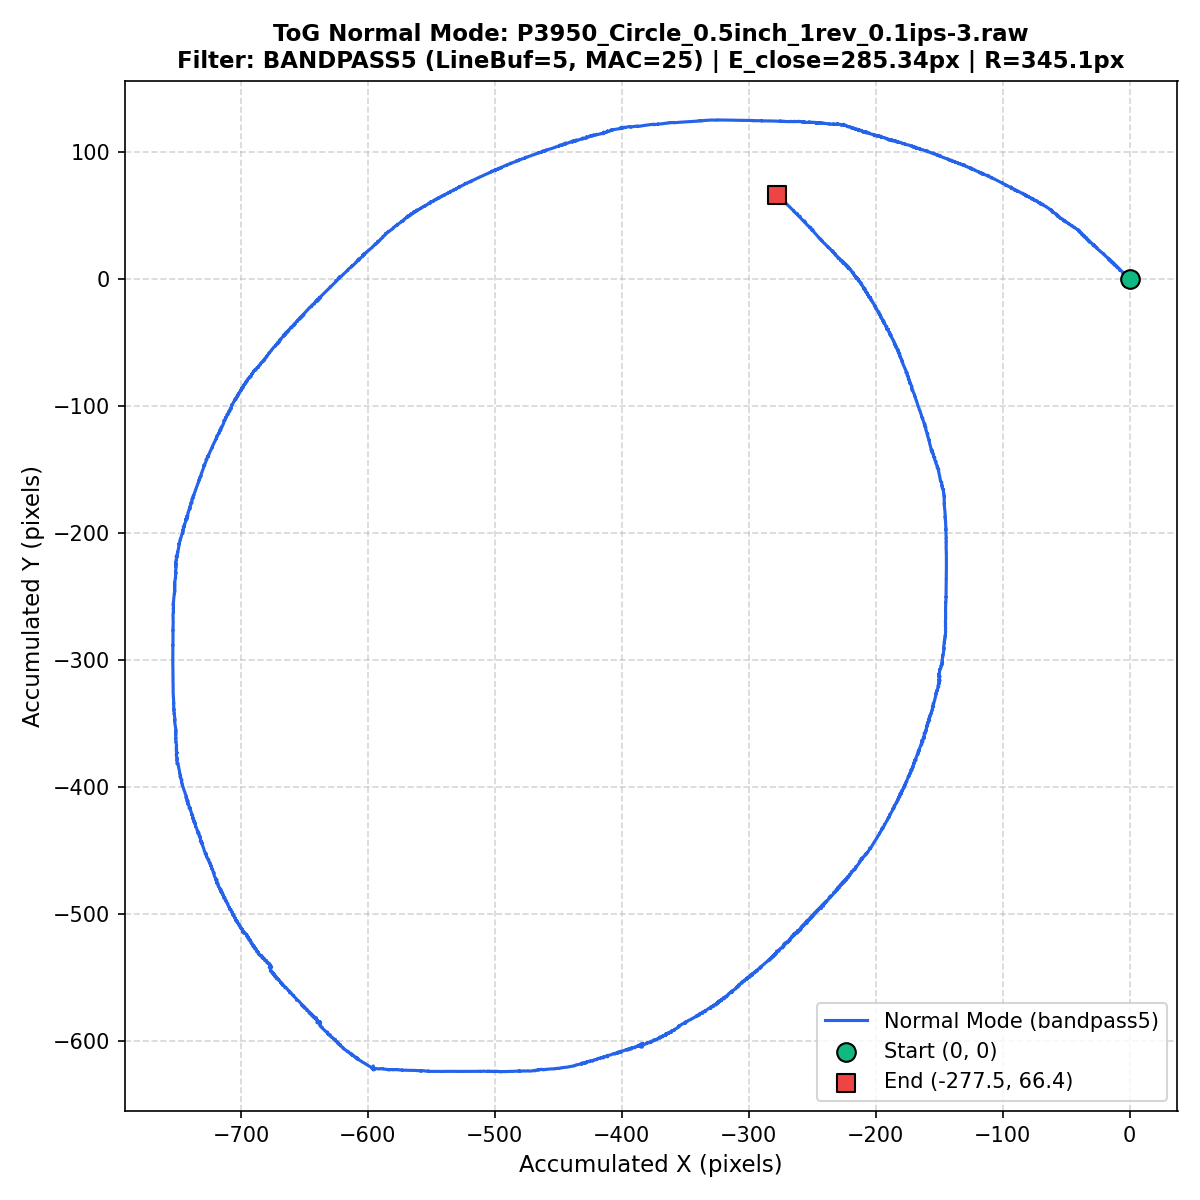 ToG Normal Mode: P3950_Circle_0.5inch_1rev_0.1ips-3.raw
Filter: BANDPASS5 (LineBuf=5, MAC=25) | E_close=285.34px | R=345.1px
Accumulated Y (pixels)
100
0
−100
−200
−300
−400
−500
−600
Normal Mode (bandpass5)
Start (0, 0)
End (-277.5, 66.4)
−700
−600
−500
−400
−300
−200
−100
0
Accumulated X (pixels)